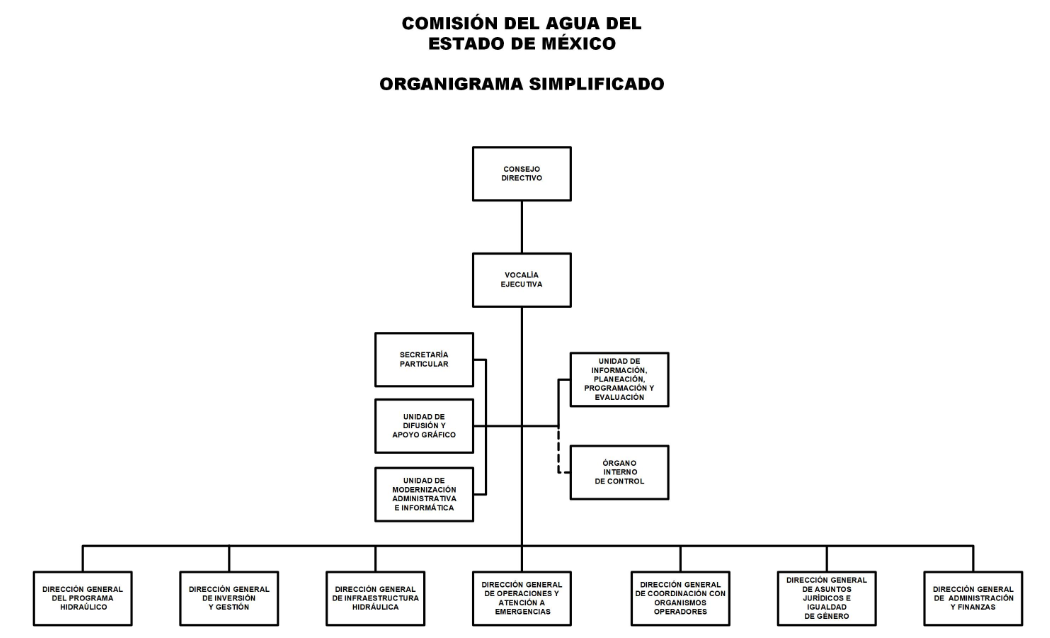 COMISIÓN DEL AGUA DEL
ESTADO DE MÉXICO
ORGANIGRAMA SIMPLIFICADO
CONSEJO
DIRECTIVO
VOCALÍA
EJECUTIVA
SECRETARÍA
PARTICULAR
UNIDAD DE
INFORMACIÓN,
PLANEACIÓN,
PROGRAMACIÓN Y
EVALUACIÓN
UNIDAD DE
DIFUSIÓN Y
APOYO GRÁFICO
ÓRGANO
INTERNO
DE CONTROL
UNIDAD DE
MODERNIZACIÓN
ADMINISTRATIVA
E INFORMÁTICA
DIRECCIÓN GENERAL
DEL PROGRAMA
HIDRAÚLICO
DIRECCIÓN GENERAL
DE INVERSIÓN
Y GESTIÓN
DIRECCIÓN GENERAL
DE INFRAESTRUCTURA
HIDRÁULICA
DIRECCIÓN GENERAL
DE OPERACIONES Y
ATENCIÓN A
EMERGENCIAS
DIRECCIÓN GENERAL
DE COORDINACIÓN CON
ORGANISMOS
OPERADORES
DIRECCIÓN GENERAL
DE ASUNTOS
JURÍDICOS E
IGUALDAD
DE GÉNERO
DIRECCIÓN GENERAL
DE ADMINISTRACIÓN
Y FINANZAS